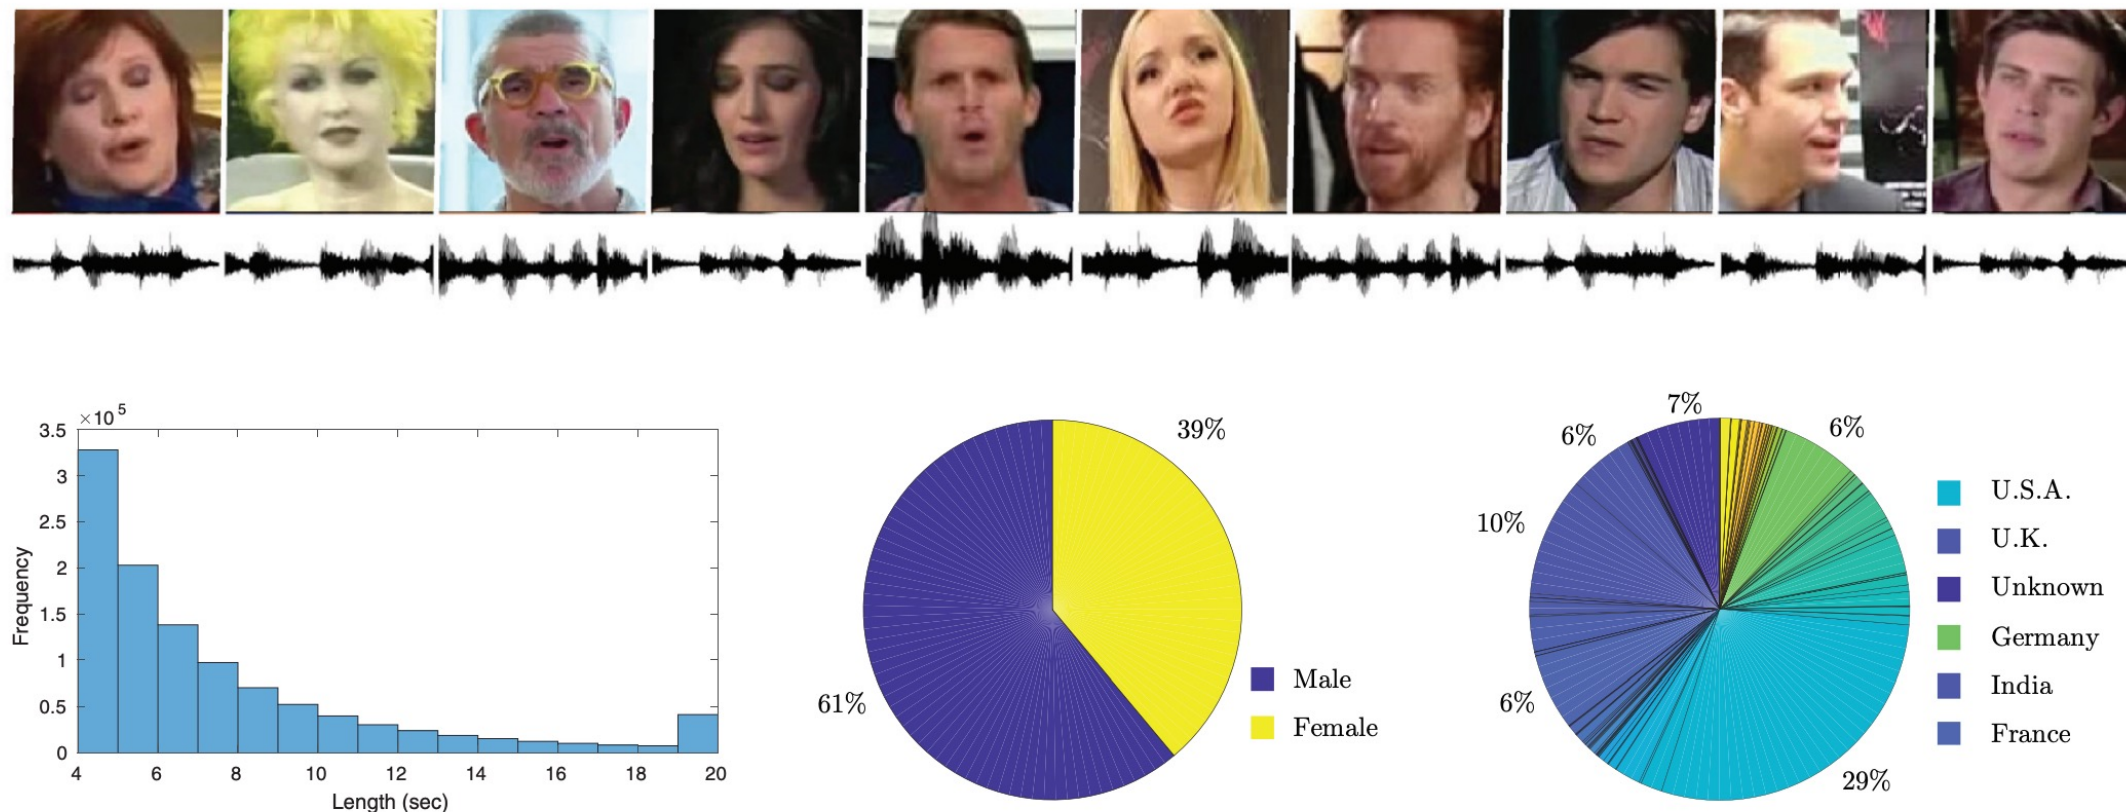 ×10 5
3.5
3
2.5
2
1.5
1
0.5
0
Frequency
4 6 8 10 12 14 16 18 20
Length (sec)
39%
61%
Male
Female
7%
6%
6%
10%
6%
29%
U.S.A.
U.K.
Unknown
Germany
India
France